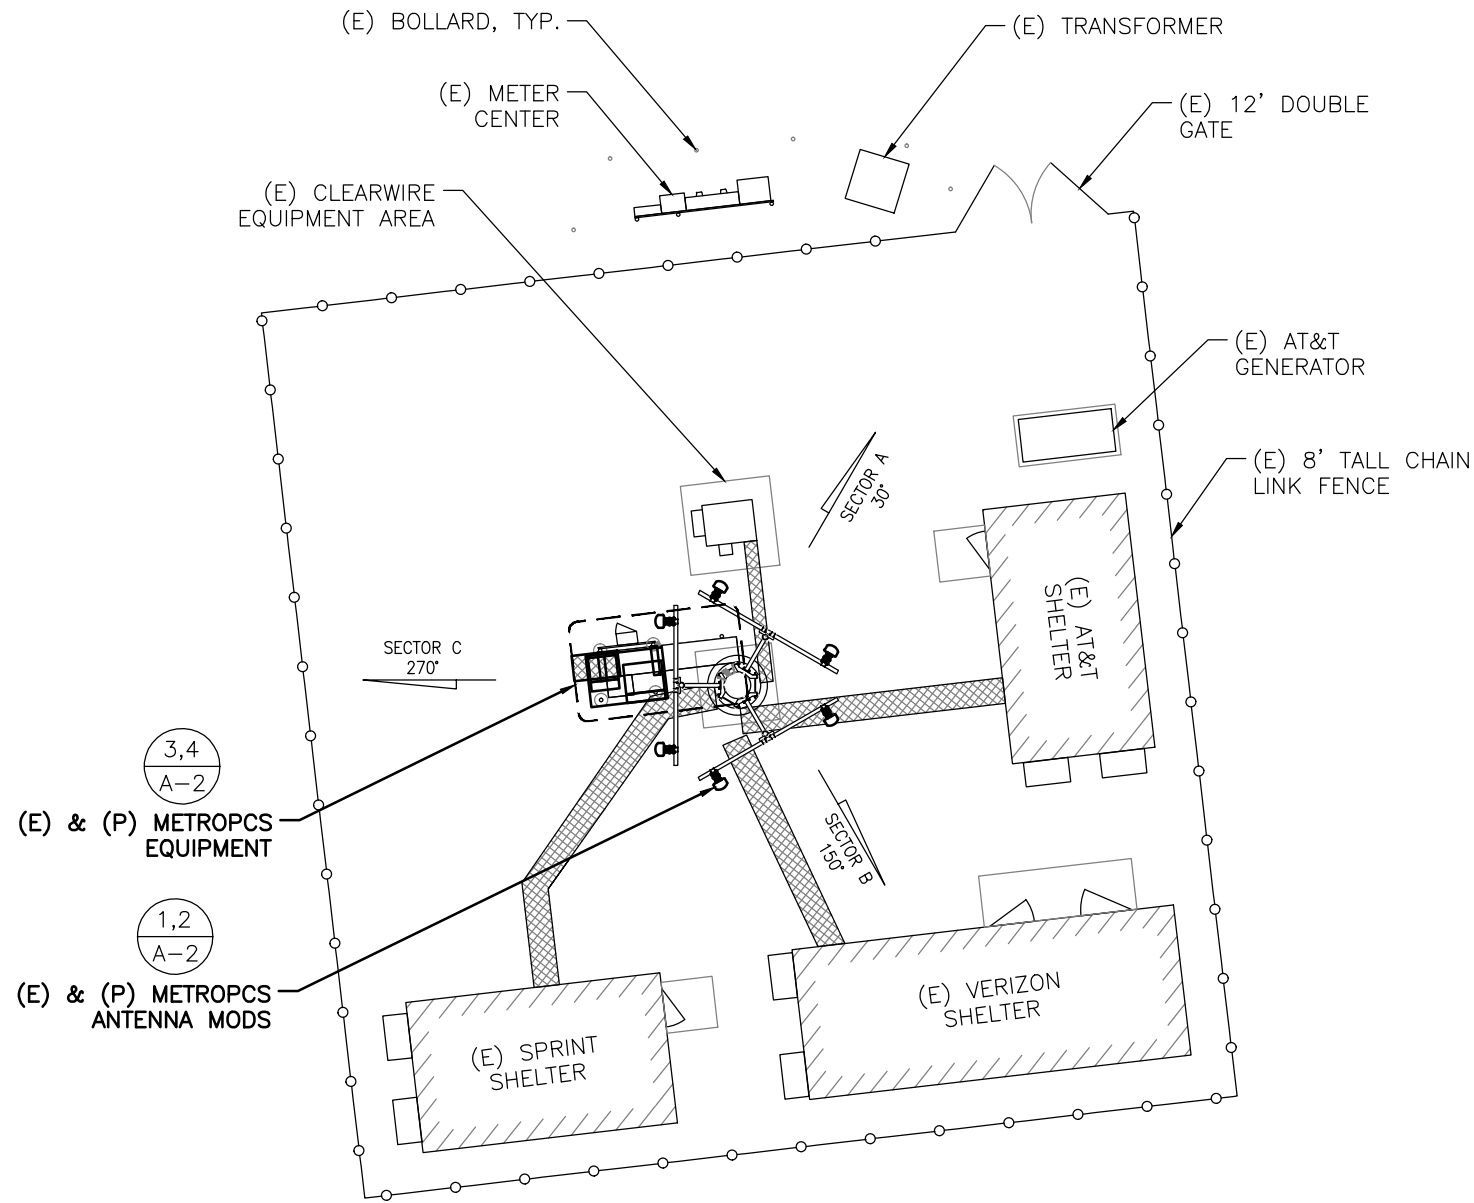 (E) BOLLARD, TYP.
(E) TRANSFORMER
(E) METER
CENTER
(E) 12' DOUBLE
GATE
(E) CLEARWIRE
EQUIPMENT AREA
(E) AT&T
GENERATOR
(E) 8' TALL CHAIN
LINK FENCE
SECTOR A
30°
(E) AT&T
SHELTER
SECTOR C
270°
3,4
A-2
(E) & (P) METROPCS
EQUIPMENT
SECTOR B
150°
1,2
A-2
(E) & (P) METROPCS
ANTENNA MODS
(E) VERIZON
SHELTER
(E) SPRINT
SHELTER